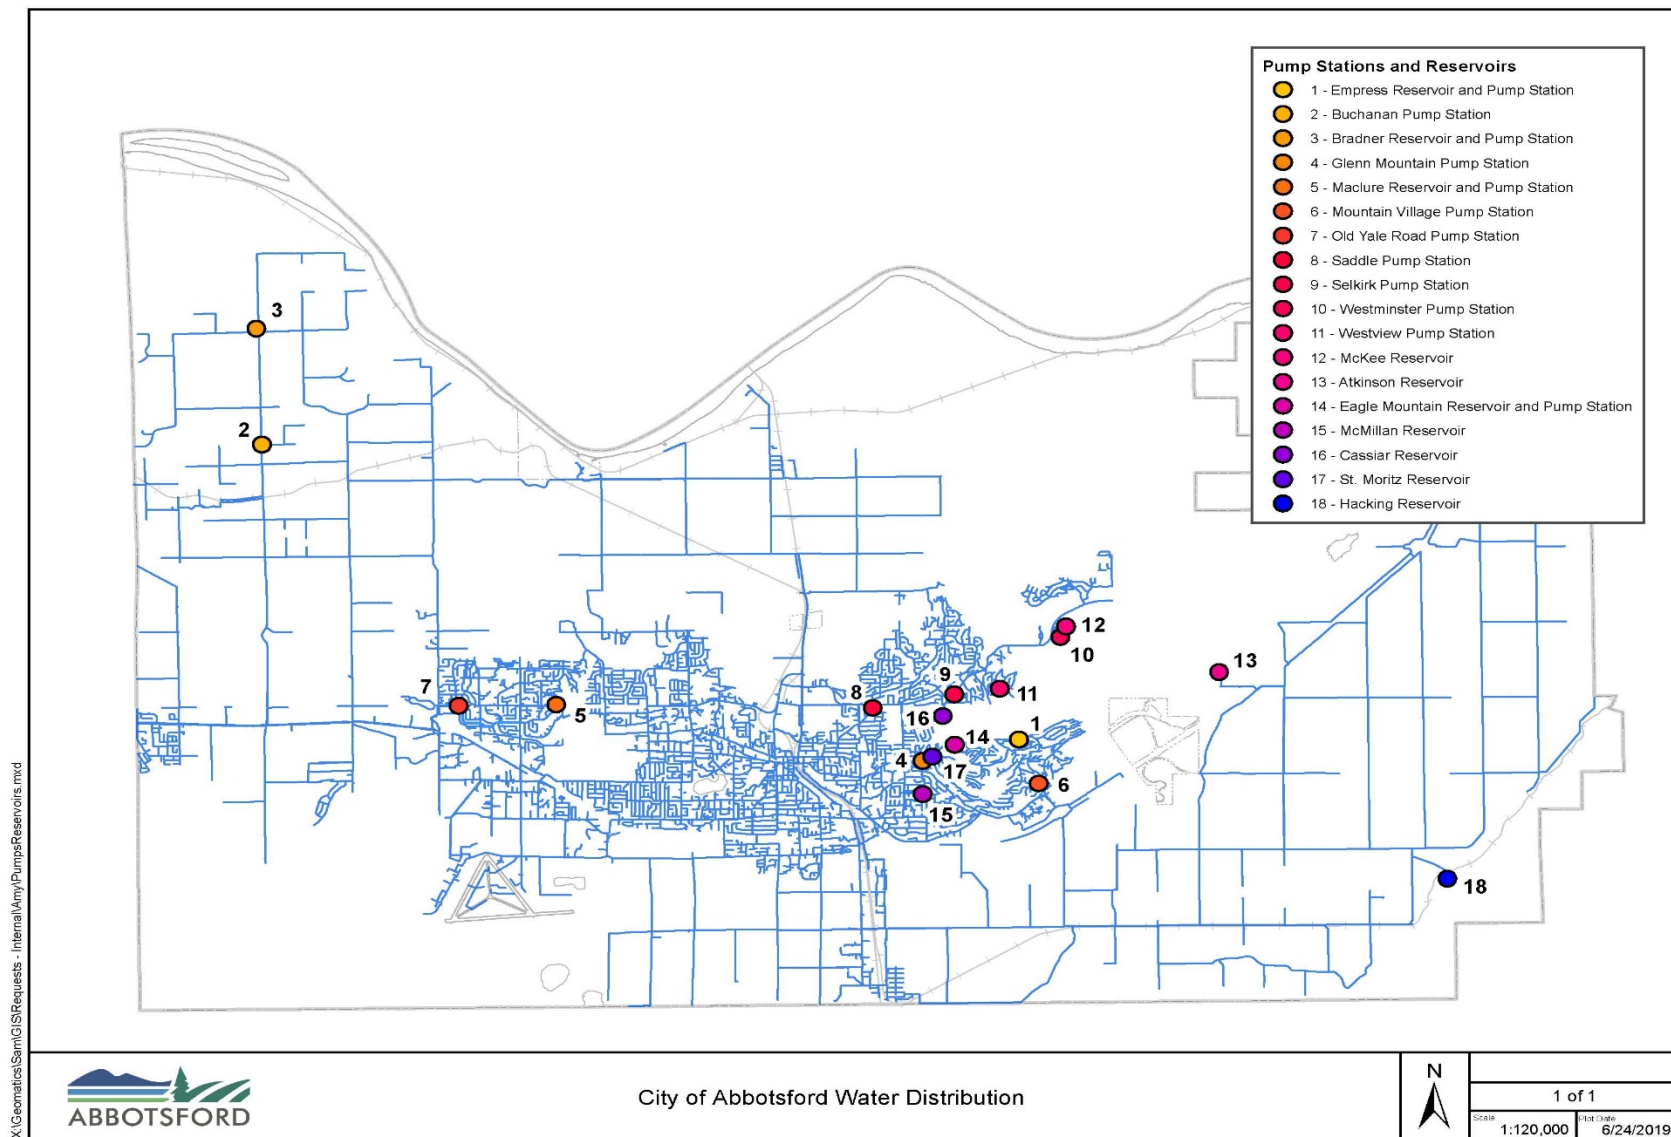 Pump Stations and Reservoirs
1 - Empress Reservoir and Pump Station
2 - Buchanan Pump Station
3 - Bradner Reservoir and Pump Station
4 - Glenn Mountain Pump Station
5 - Maclure Reservoir and Pump Station
6 - Mountain Village Pump Station
7 - Old Yale Road Pump Station
8 - Saddle Pump Station
9 - Selkirk Pump Station
10 - Westminster Pump Station
11 - Westview Pump Station
12 - McKee Reservoir
13 - Atkinson Reservoir
14 - Eagle Mountain Reservoir and Pump Station
15 - McMillan Reservoir
16 - Cassiar Reservoir
17 - St. Moritz Reservoir
18 - Hacking Reservoir
3
2
12
10
13
7
5
8
9
11
16
1
14
4
17
6
15
18
X:\Geomatics\Sam\GIS\Requests - Internal\Amy\PumpsReservoirs.mxd
ABBOTSFORD
City of Abbotsford Water Distribution
N
1 of 1
Scale
1:120,000
Plot Date
6/24/2019